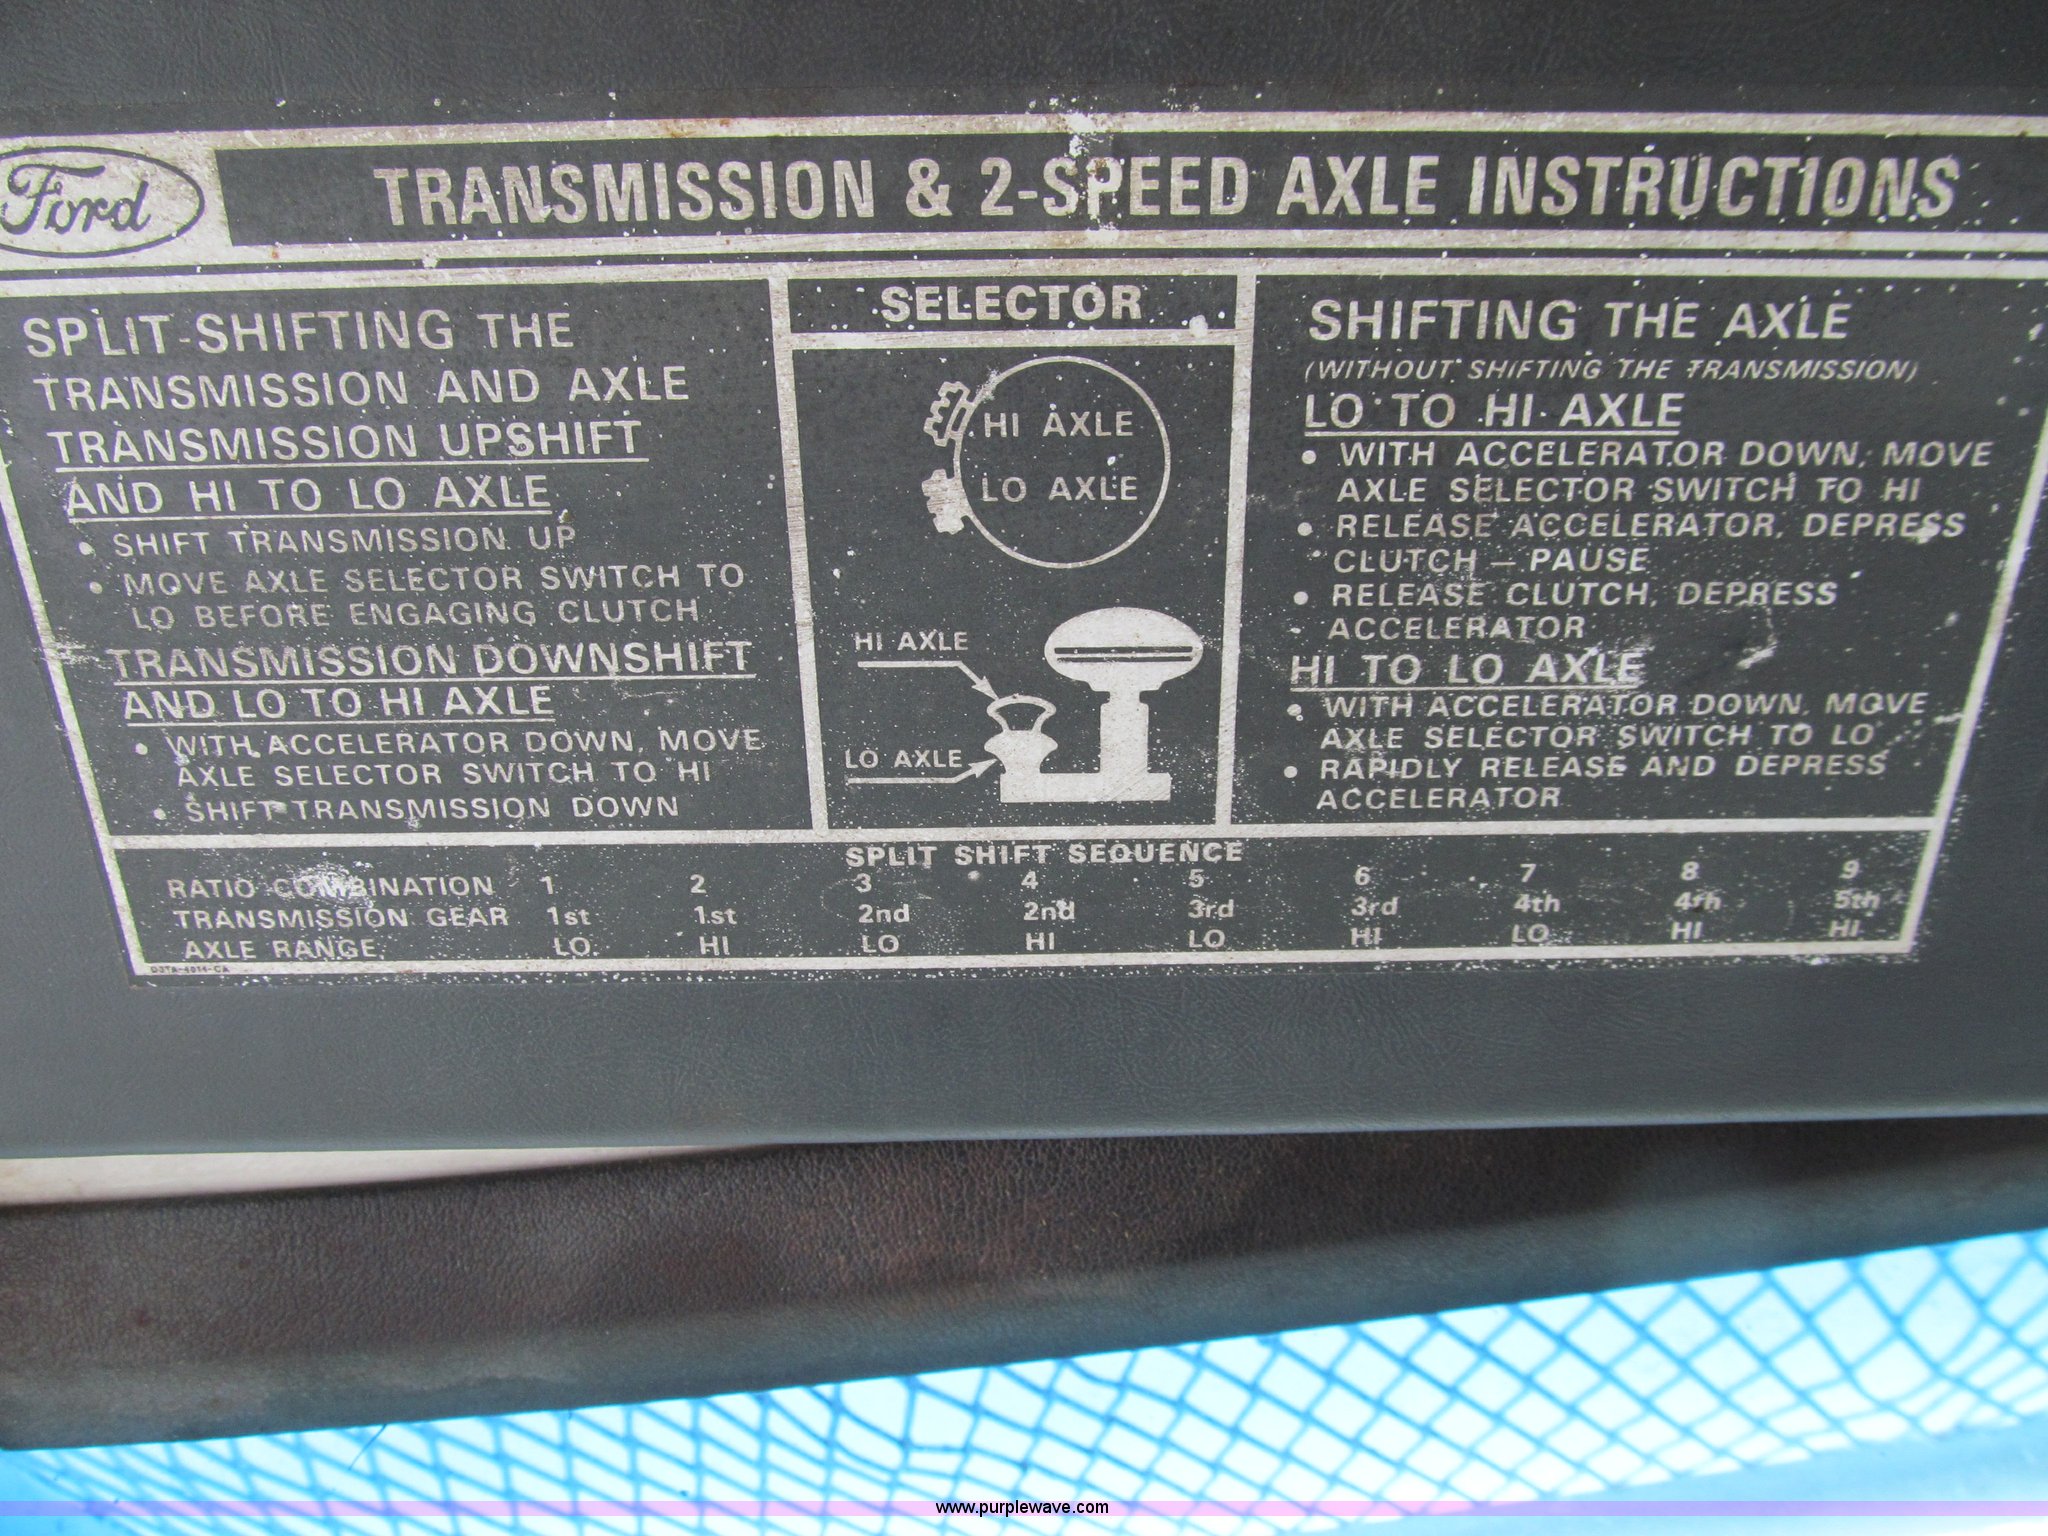 Ford
TRANSMISSION & 2-SPEED AXLE INSTRUCTIONS
SPLIT-SHIFTING THE
TRANSMISSION AND AXLE
TRANSMISSION UPSHIFT
AND HI TO LO AXLE
• SHIFT TRANSMISSION UP
• MOVE AXLE SELECTOR SWITCH TO
LO BEFORE ENGAGING CLUTCH
TRANSMISSION DOWNSHIFT
AND LO TO HI AXLE
• WITH ACCELERATOR DOWN, MOVE
AXLE SELECTOR SWITCH TO HI
• SHIFT TRANSMISSION DOWN
SELECTOR
HI AXLE
LO AXLE
HI AXLE
LO AXLE
SHIFTING THE AXLE
(WITHOUT SHIFTING THE TRANSMISSION)
LO TO HI AXLE
• WITH ACCELERATOR DOWN, MOVE
AXLE SELECTOR SWITCH TO HI
• RELEASE ACCELERATOR, DEPRESS
CLUTCH – PAUSE
• RELEASE CLUTCH, DEPRESS
ACCELERATOR
HI TO LO AXLE
• WITH ACCELERATOR DOWN, MOVE
AXLE SELECTOR SWITCH TO LO
• RAPIDLY RELEASE AND DEPRESS
ACCELERATOR
SPLIT SHIFT SEQUENCE
RATIO COMBINATION 1 2 3 4 5 6 7 8 9
TRANSMISSION GEAR 1st 1st 2nd 2nd 3rd 3rd 4th 4th 5th
AXLE RANGE LO HI LO HI LO HI LO HI HI
D3TA-4014-CA
www.purplewave.com